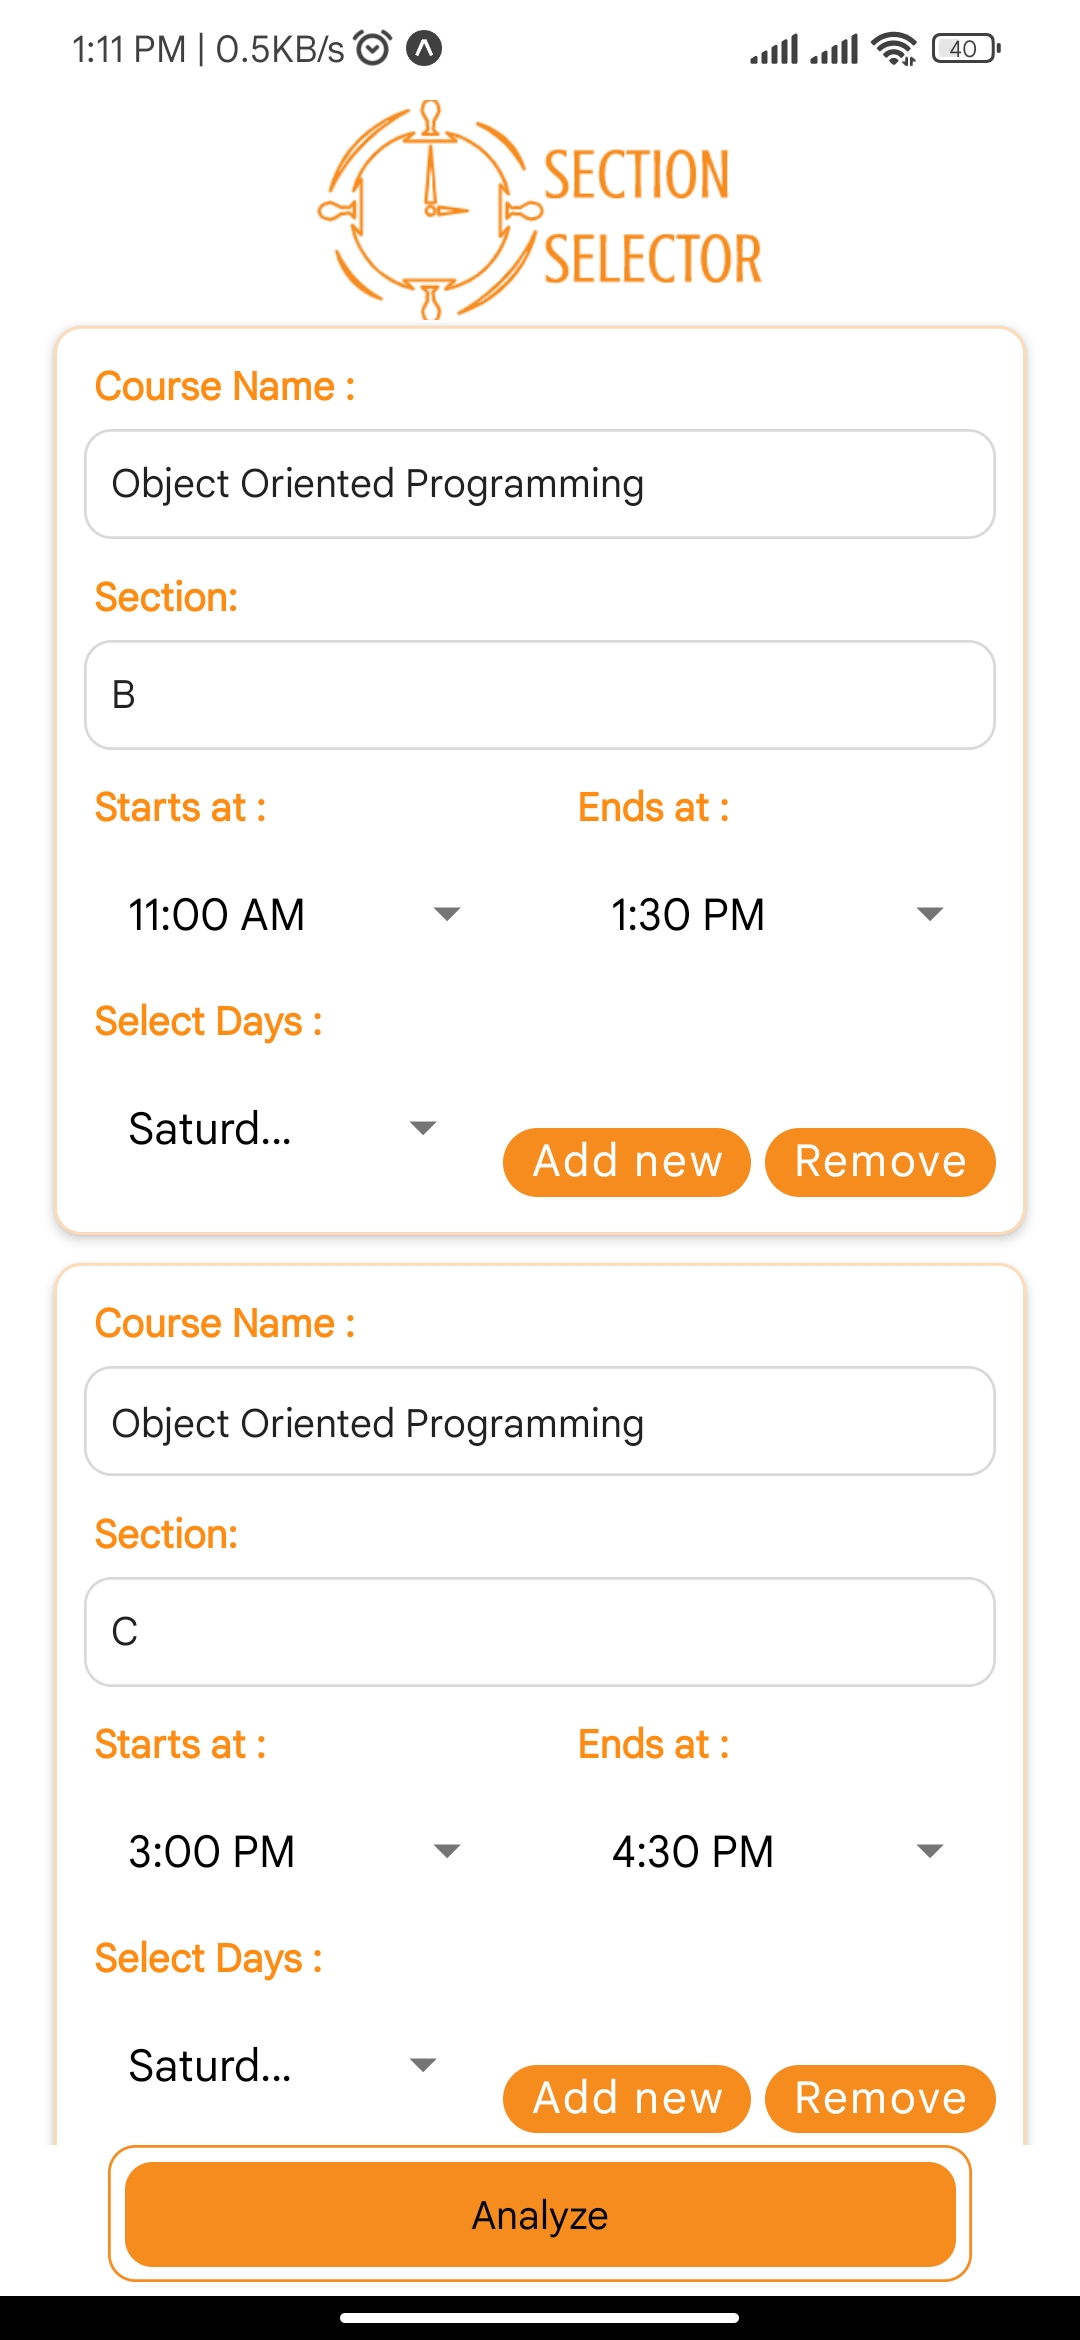 1:11 PM | 0.5KB/s
40
SECTION
SELECTOR
Course Name :
Object Oriented Programming
Section:
B
Starts at : Ends at :
11:00 AM 1:30 PM
Select Days :
Saturd... Add new Remove
Course Name :
Object Oriented Programming
Section:
C
Starts at : Ends at :
3:00 PM 4:30 PM
Select Days :
Saturd... Add new Remove
Analyze